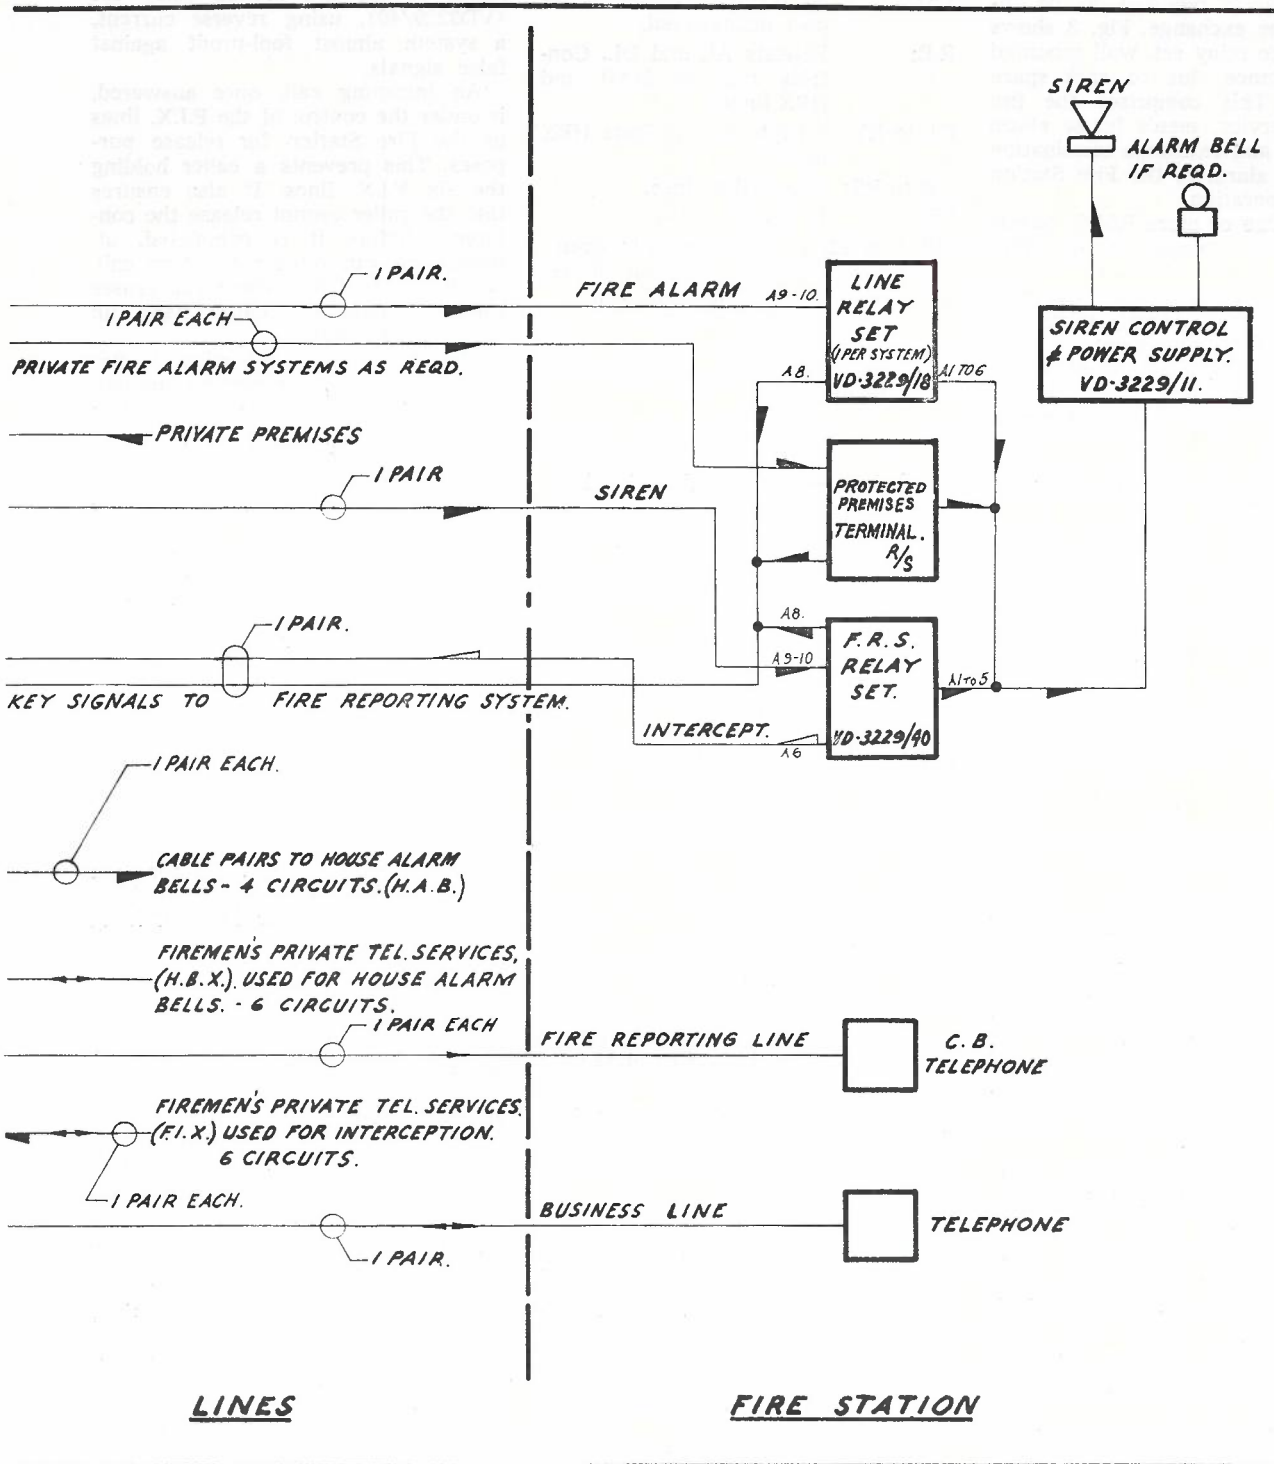 SIREN
ALARM BELL
IF REQD.
1 PAIR.
FIRE ALARM
A9-10.
LINE
RELAY
SET
(1 PER SYSTEM)
VD-3229/18
A8.
A1 TO 6
SIREN CONTROL
& POWER SUPPLY.
VD-3229/11.
1 PAIR EACH
PRIVATE FIRE ALARM SYSTEMS AS REQD.
PRIVATE PREMISES
1 PAIR
SIREN
PROTECTED
PREMISES
TERMINAL.
R/S
1 PAIR.
A8.
A9-10
F.R.S.
RELAY
SET.
VD-3229/40
A1 TO 5
KEY SIGNALS TO FIRE REPORTING SYSTEM.
INTERCEPT.
A6
1 PAIR EACH.
CABLE PAIRS TO HOUSE ALARM
BELLS - 4 CIRCUITS.(H.A.B.)
FIREMEN'S PRIVATE TEL. SERVICES,
(H.B.X.). USED FOR HOUSE ALARM
BELLS. - 6 CIRCUITS.
1 PAIR EACH
FIRE REPORTING LINE
C.B.
TELEPHONE
FIREMEN'S PRIVATE TEL. SERVICES.
(F.I.X.) USED FOR INTERCEPTION.
6 CIRCUITS.
1 PAIR EACH.
BUSINESS LINE
TELEPHONE
1 PAIR.
LINES
FIRE STATION